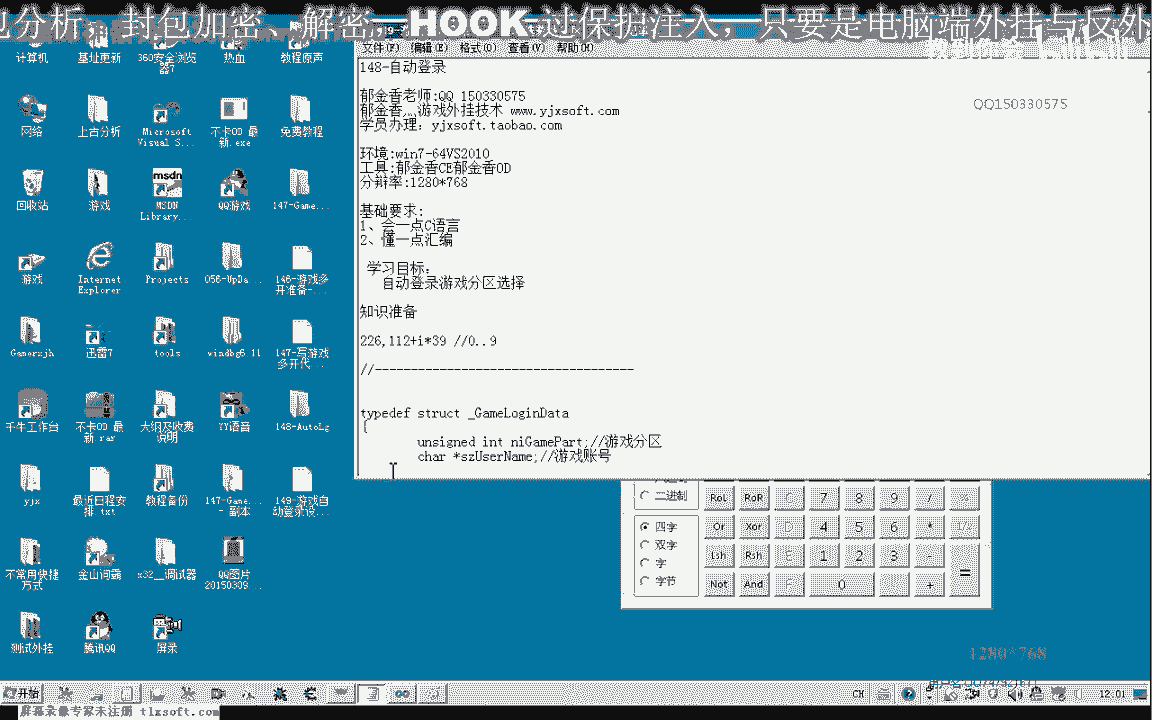 包分析、封包加密、解密、HOOK 过保护注入，只要是电脑端外挂与反外
文件(F) 编辑(E) 格式(O) 查看(V) 帮助(H)
148-自动登录
郁金香老师:QQ 150330575
郁金香灬游戏外挂技术 www.yjxsoft.com
学员办理: yjxsoft.taobao.com
环境:win7-64VS2010
工具:郁金香CE郁金香OD
分辩率:1280*768
基础要求:
1、会一点C语言
2、懂一点汇编
学习目标:
自动登录游戏分区选择
知识准备
226,112+i*39 //0..9
//------------------------------------
typedef struct _GameLoginData
{
unsigned int niGamePart;//游戏分区
char *szUserName;//游戏账号
QQ150330575
计算机
基址更新
360安全浏览器7
热血
教程原声
网络
上古分析
Microsoft Visual S...
不卡OD 最新.exe
免费教程
回收站
游戏
MSDN Library...
QQ游戏
147-Game...
游戏
Internet Explorer
Projects
056-UpDa...
146-游戏多开准备-...
Gamerxjh
迅雷7
tools
windbg6.11
147-写游戏多开代...
千牛工作台
不卡OD 最新.rar
大纲及收费说明
YY语音
148-AutoLg
yjx
最近日程安排.txt
教程备份
147-Game... - 副本
149-游戏自动登录设...
不常用快捷方式
金山词霸
x32__调试器
QQ图片20150309...
测试外挂
腾讯QQ
屏录
二进制
四字
双字
字
字节
RoL RoR C 7 8 9 / %
Or Xor D 4 5 6 * 1/x
Lsh Rsh E 1 2 3 -
Not And F 0 . + =
1280*768
开始
CH
12:01
屏幕录像专家未注册 tlxsoft.com